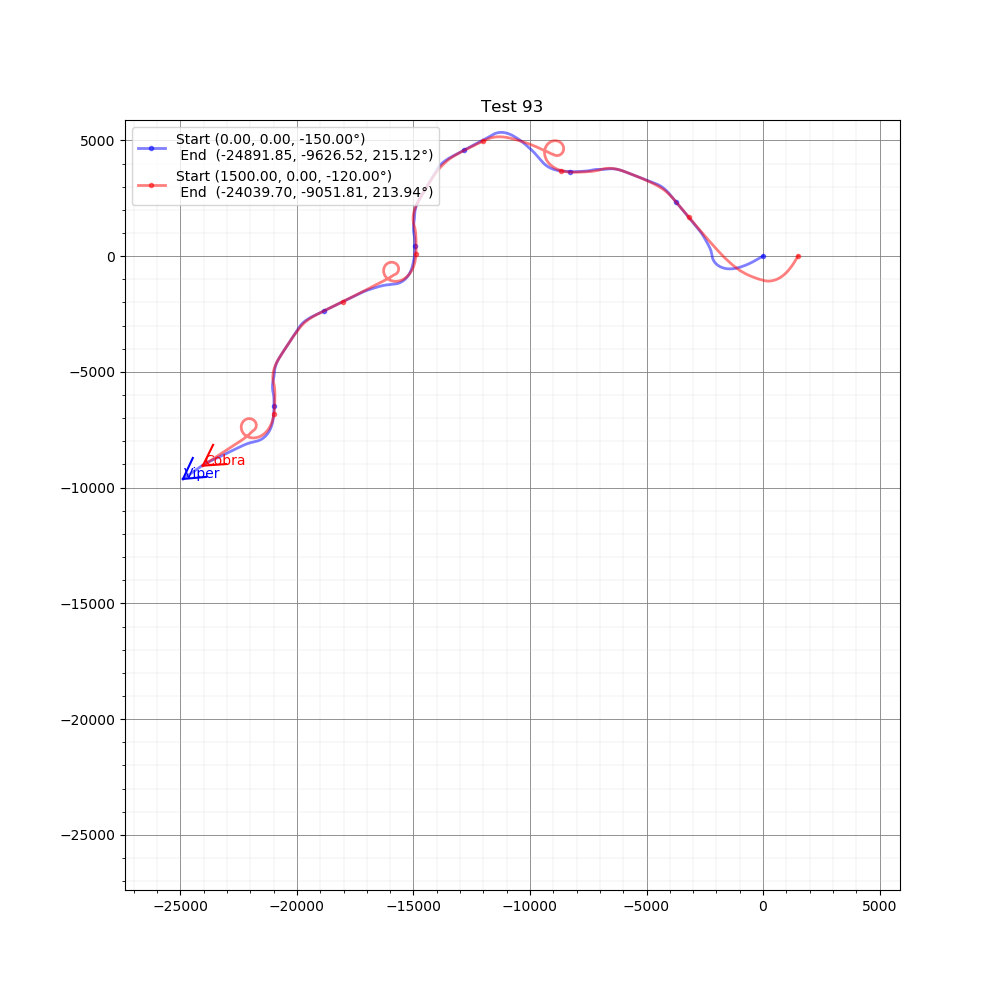 Test 93
Start (0.00, 0.00, -150.00°)
End  (-24891.85, -9626.52, 215.12°)
Start (1500.00, 0.00, -120.00°)
End  (-24039.70, -9051.81, 213.94°)
5000
0
−5000
−10000
−15000
−20000
−25000
Cobra
Viper
−25000 −20000 −15000 −10000 −5000 0 5000